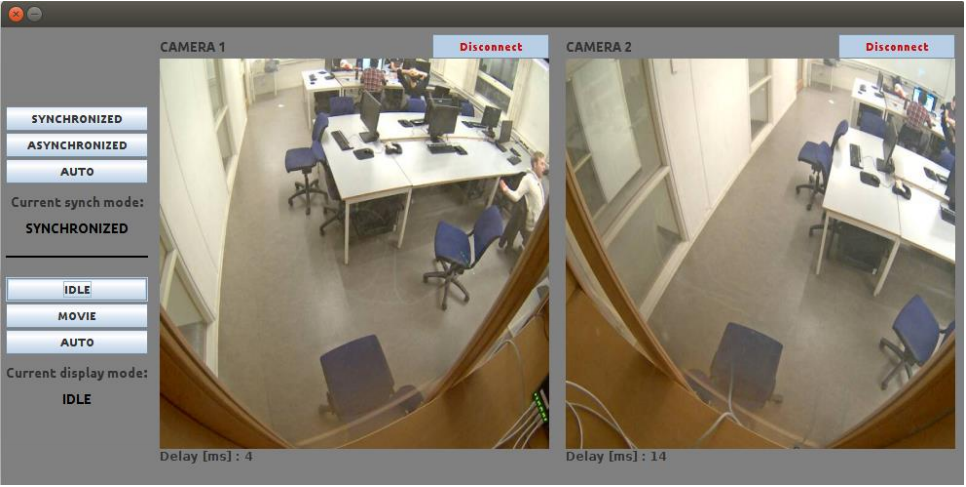 CAMERA 1
Disconnect
CAMERA 2
Disconnect
SYNCHRONIZED
ASYNCHRONIZED
AUTO
Current synch mode:
SYNCHRONIZED
IDLE
MOVIE
AUTO
Current display mode:
IDLE
Delay [ms] : 4
Delay [ms] : 14